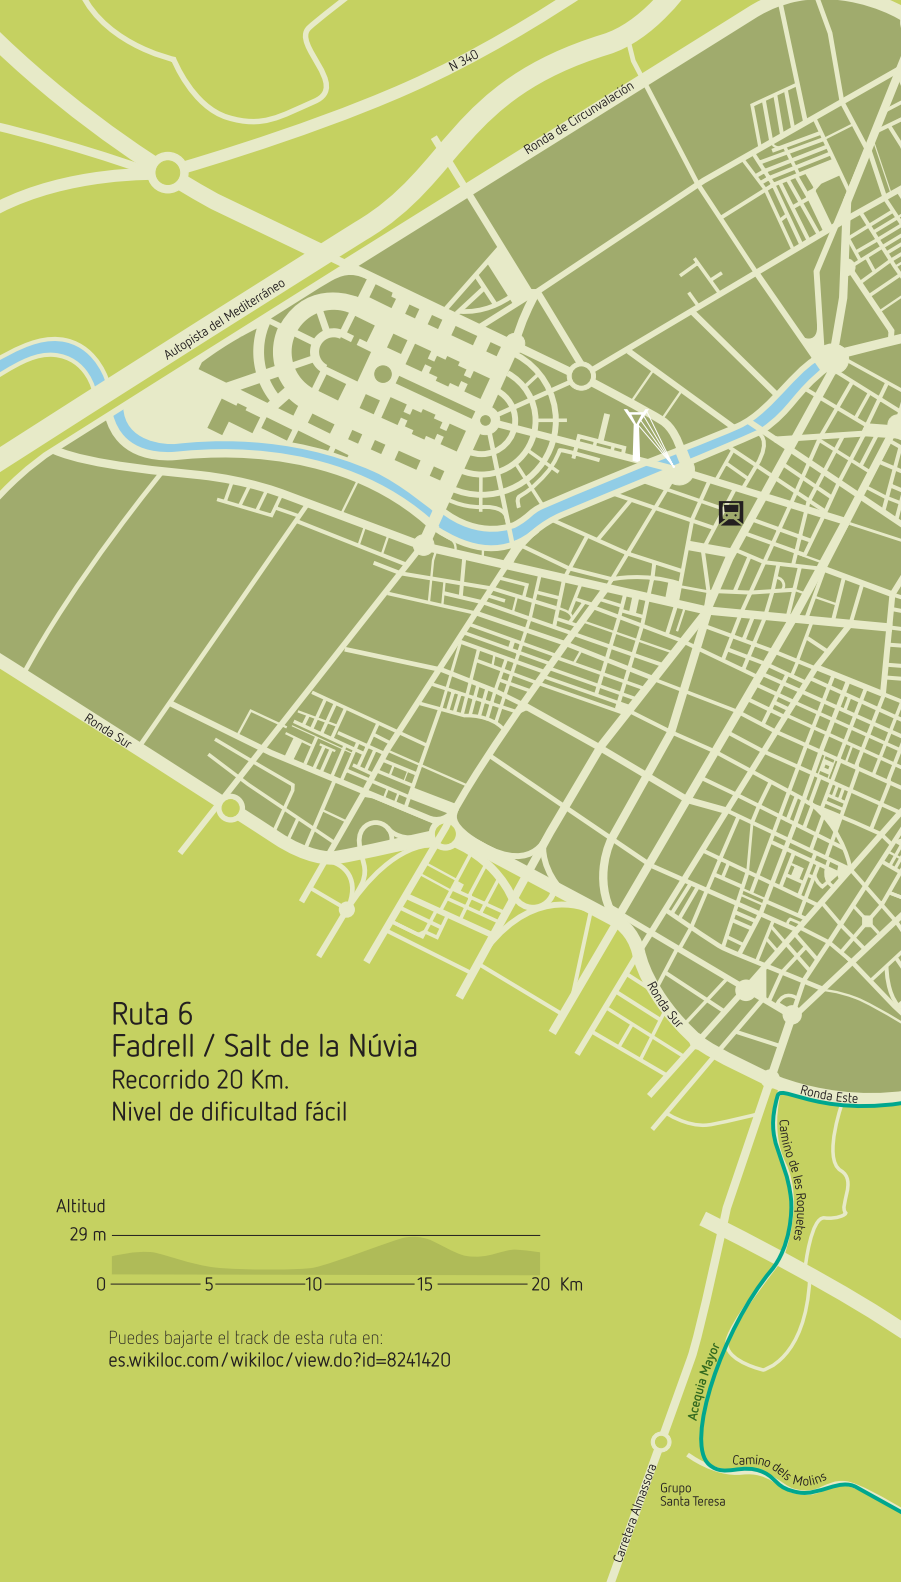 N 340
Ronda de Circunvalación
Autopista del Mediterráneo
Ronda Sur
Ronda Sur
Ruta 6
Fadrell / Salt de la Núvia
Recorrido 20 Km.
Nivel de dificultad fácil
Ronda Este
Camino de les Roquetes
Altitud
29 m
0 5 10 15 20 Km
Puedes bajarte el track de esta ruta en:
es.wikiloc.com/wikiloc/view.do?id=8241420
Acequia Mayor
Camino dels Molins
Grupo
Santa Teresa
Carretera Almassora